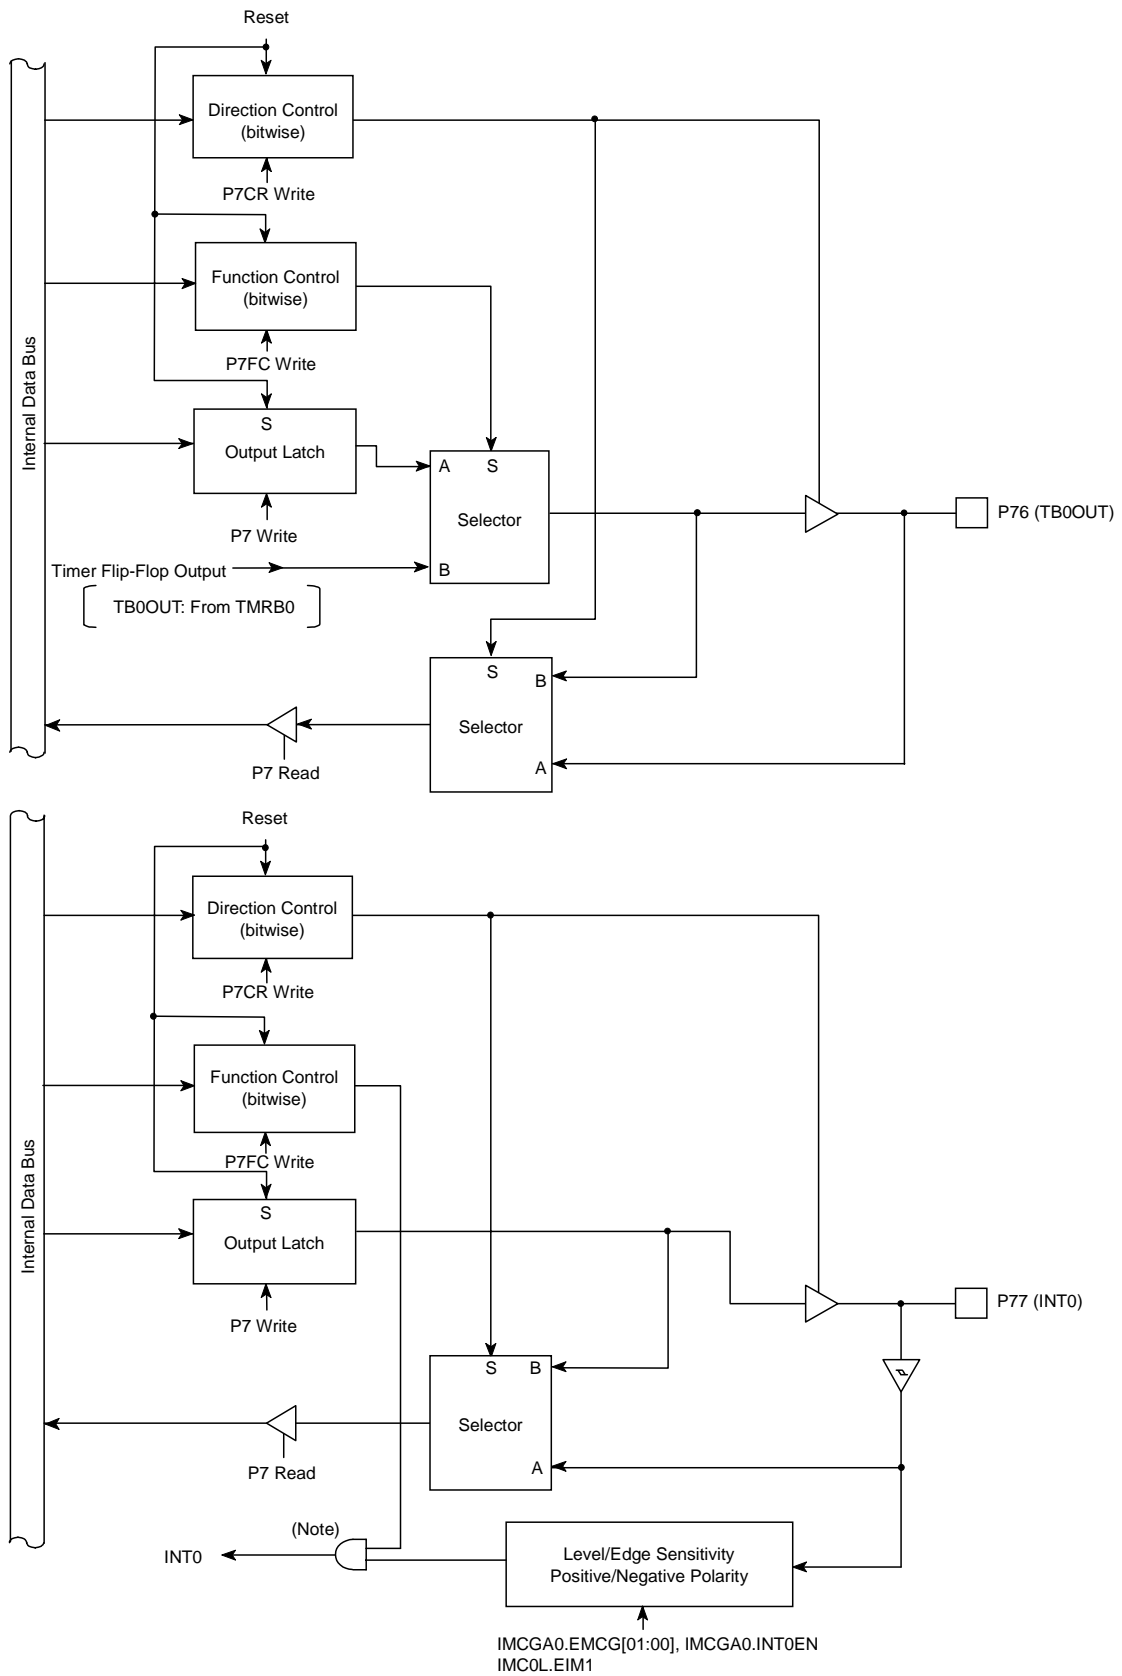 Reset
Direction Control
(bitwise)
P7CR Write
Function Control
(bitwise)
P7FC Write
Internal Data Bus
S
Output Latch
A
S
Selector
B
P7 Write
P76 (TB0OUT)
Timer Flip-Flop Output
TB0OUT: From TMRB0
S
B
Selector
A
P7 Read
Reset
Direction Control
(bitwise)
P7CR Write
Function Control
(bitwise)
P7FC Write
Internal Data Bus
S
Output Latch
P7 Write
P77 (INT0)
S
B
Selector
A
P7 Read
(Note)
INT0
Level/Edge Sensitivity
Positive/Negative Polarity
IMCGA0.EMCG[01:00], IMCGA0.INT0EN
IMC0L.EIM1